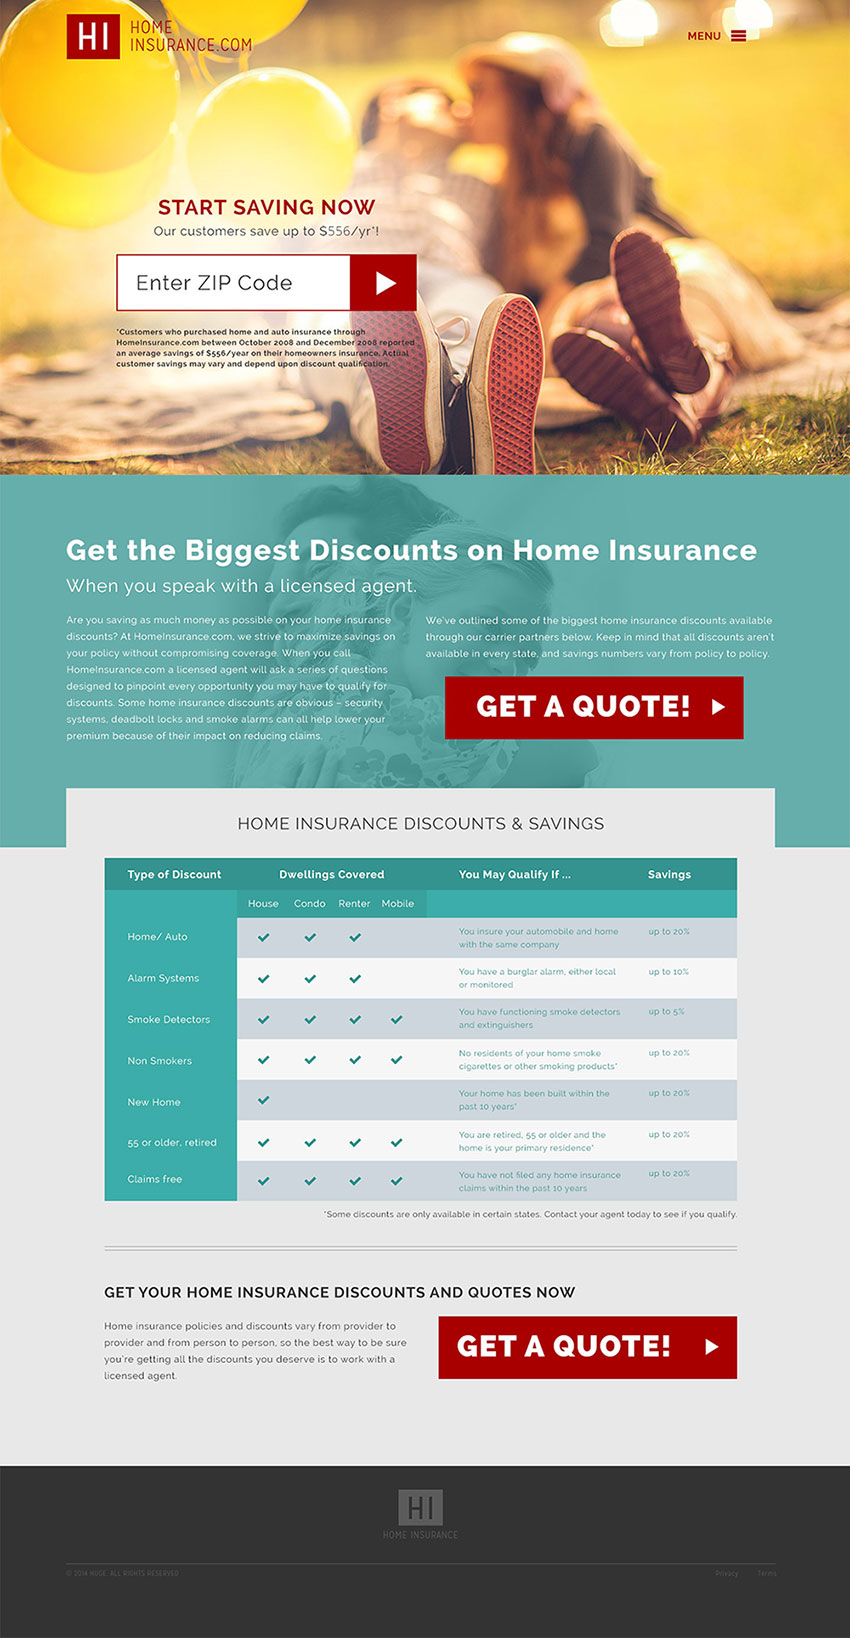 HI HOME
INSURANCE.COM
MENU
START SAVING NOW
Our customers save up to $556/yr*!
Enter ZIP Code
*Customers who purchased home and auto insurance through
HomeInsurance.com between October 2008 and December 2008 reported
an average savings of $556/year on their homeowners insurance. Actual
customer savings may vary and depend upon discount qualification.
Get the Biggest Discounts on Home Insurance
When you speak with a licensed agent.
Are you saving as much money as possible on your home insurance
discounts? At HomeInsurance.com, we strive to maximize savings on
your policy without compromising coverage. When you call
HomeInsurance.com a licensed agent will ask a series of questions
designed to pinpoint every opportunity you may have to qualify for
discounts. Some home insurance discounts are obvious – security
systems, deadbolt locks and smoke alarms can all help lower your
premium because of their impact on reducing claims.
We've outlined some of the biggest home insurance discounts available
through our carrier partners below. Keep in mind that all discounts aren't
available in every state, and savings numbers vary from policy to policy.
GET A QUOTE!
HOME INSURANCE DISCOUNTS & SAVINGS
Type of Discount Dwellings Covered You May Qualify If ... Savings
House Condo Renter Mobile
Home/ Auto You insure your automobile and home up to 20%
with the same company
Alarm Systems You have a burglar alarm, either local up to 10%
or monitored
Smoke Detectors You have functioning smoke detectors up to 5%
and extinguishers
Non Smokers No residents of your home smoke up to 20%
cigarettes or other smoking products*
New Home Your home has been built within the up to 20%
past 10 years*
55 or older, retired You are retired, 55 or older and the up to 20%
home is your primary residence*
Claims free You have not filed any home insurance up to 20%
claims within the past 10 years
*Some discounts are only available in certain states. Contact your agent today to see if you qualify.
GET YOUR HOME INSURANCE DISCOUNTS AND QUOTES NOW
Home insurance policies and discounts vary from provider to
provider and from person to person, so the best way to be sure
you're getting all the discounts you deserve is to work with a
licensed agent.
GET A QUOTE!
HI
HOME INSURANCE
© 2014 HUGE. ALL RIGHTS RESERVED Privacy Terms